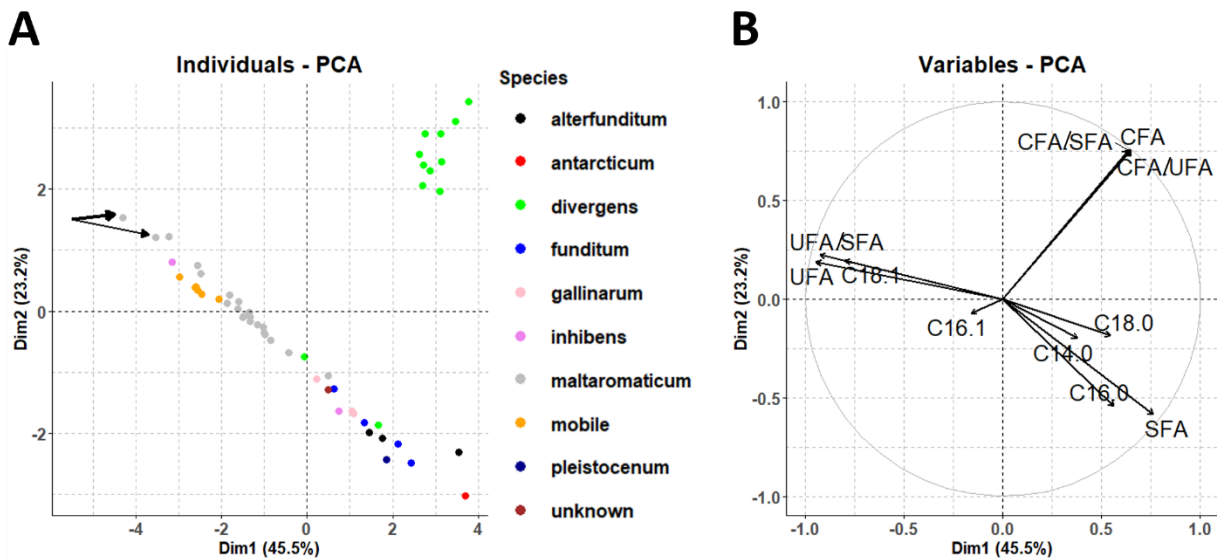 A
Individuals - PCA
Dim2 (23.2%)
2
0
-2
-4
-2
0
2
4
Dim1 (45.5%)
Species
alterfunditum
antarcticum
divergens
funditum
gallinarum
inhibens
maltaromaticum
mobile
pleistocenum
unknown
B
Variables - PCA
Dim2 (23.2%)
1.0
0.5
0.0
-0.5
-1.0
CFA/SFA
CFA
CFA/UFA
UFA/SFA
UFA
C18.1
C16.1
C18.0
C14.0
C16.0
SFA
-1.0
-0.5
0.0
0.5
1.0
Dim1 (45.5%)